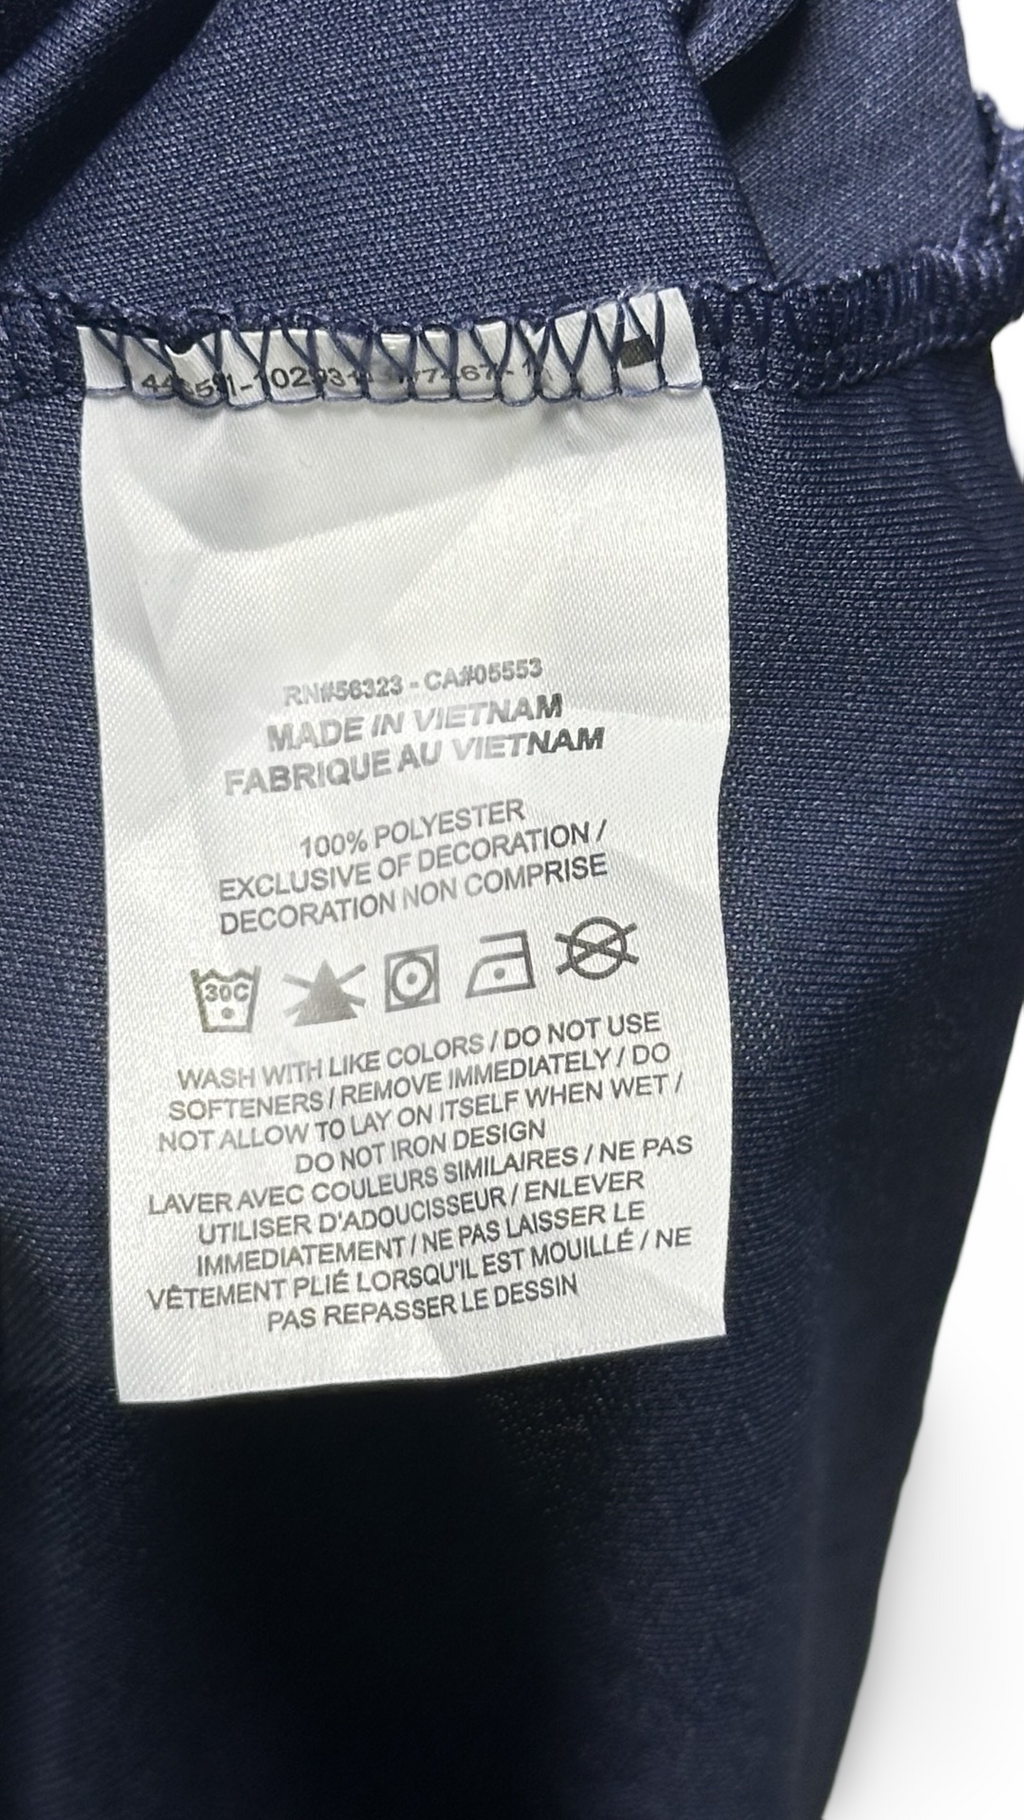 RN#56323 - CA#05553
MADE IN VIETNAM
FABRIQUE AU VIETNAM
100% POLYESTER
EXCLUSIVE OF DECORATION /
DECORATION NON COMPRISE
30C
WASH WITH LIKE COLORS / DO NOT USE
SOFTENERS / REMOVE IMMEDIATELY / DO
NOT ALLOW TO LAY ON ITSELF WHEN WET /
DO NOT IRON DESIGN
LAVER AVEC COULEURS SIMILAIRES / NE PAS
UTILISER D'ADOUCISSEUR / ENLEVER
IMMEDIATEMENT / NE PAS LAISSER LE
VÊTEMENT PLIÉ LORSQU'IL EST MOUILLÉ / NE
PAS REPASSER LE DESSIN